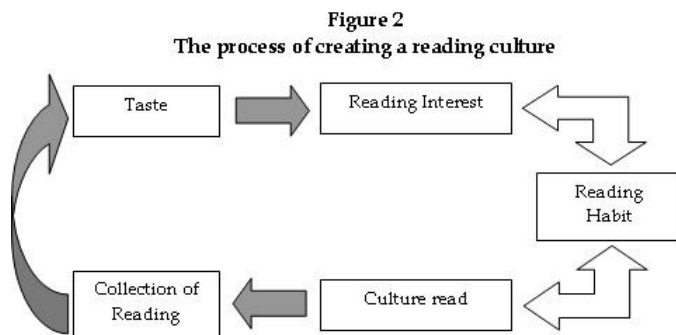 Figure 2
The process of creating a reading culture
Taste
Reading Interest
Reading
Habit
Collection of
Reading
Culture read